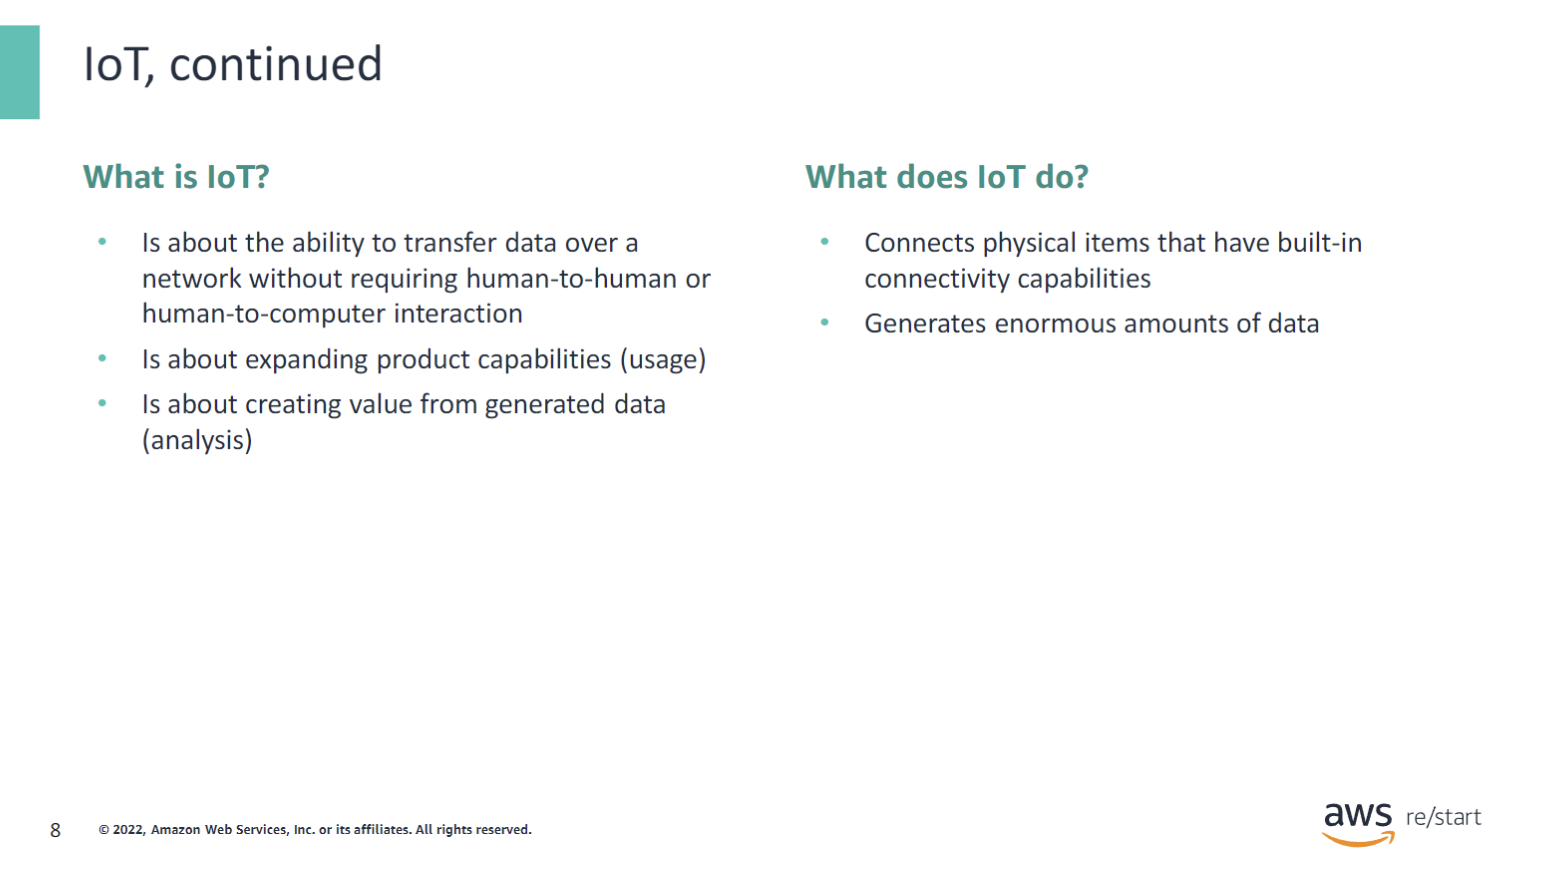 IoT, continued
What is IoT?
• Is about the ability to transfer data over a
network without requiring human-to-human or
human-to-computer interaction
• Is about expanding product capabilities (usage)
• Is about creating value from generated data
(analysis)
What does IoT do?
• Connects physical items that have built-in
connectivity capabilities
• Generates enormous amounts of data
8 © 2022, Amazon Web Services, Inc. or its affiliates. All rights reserved.
aws re/start